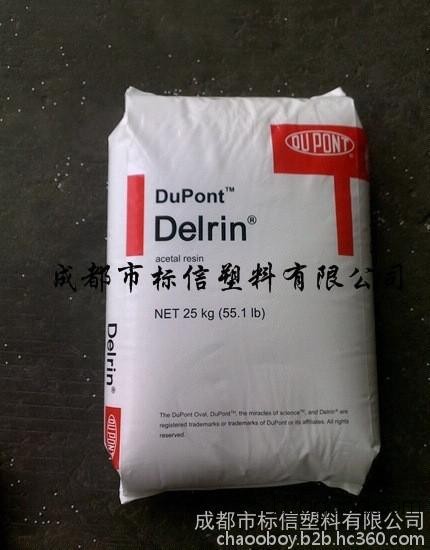 DU PONT
DuPont™
Delrin®
acetal resin
成都市标信塑料有限公司
NET 25 kg (55.1 lb)
Delrin®
DUPONT
The DuPont Oval, DuPont™, the miracles of science™, and Delrin® are
registered trademarks or trademarks of DuPont or its affiliates. All rights
reserved.
成都市标信塑料有限公司
chaooboy.b2b.hc360.com